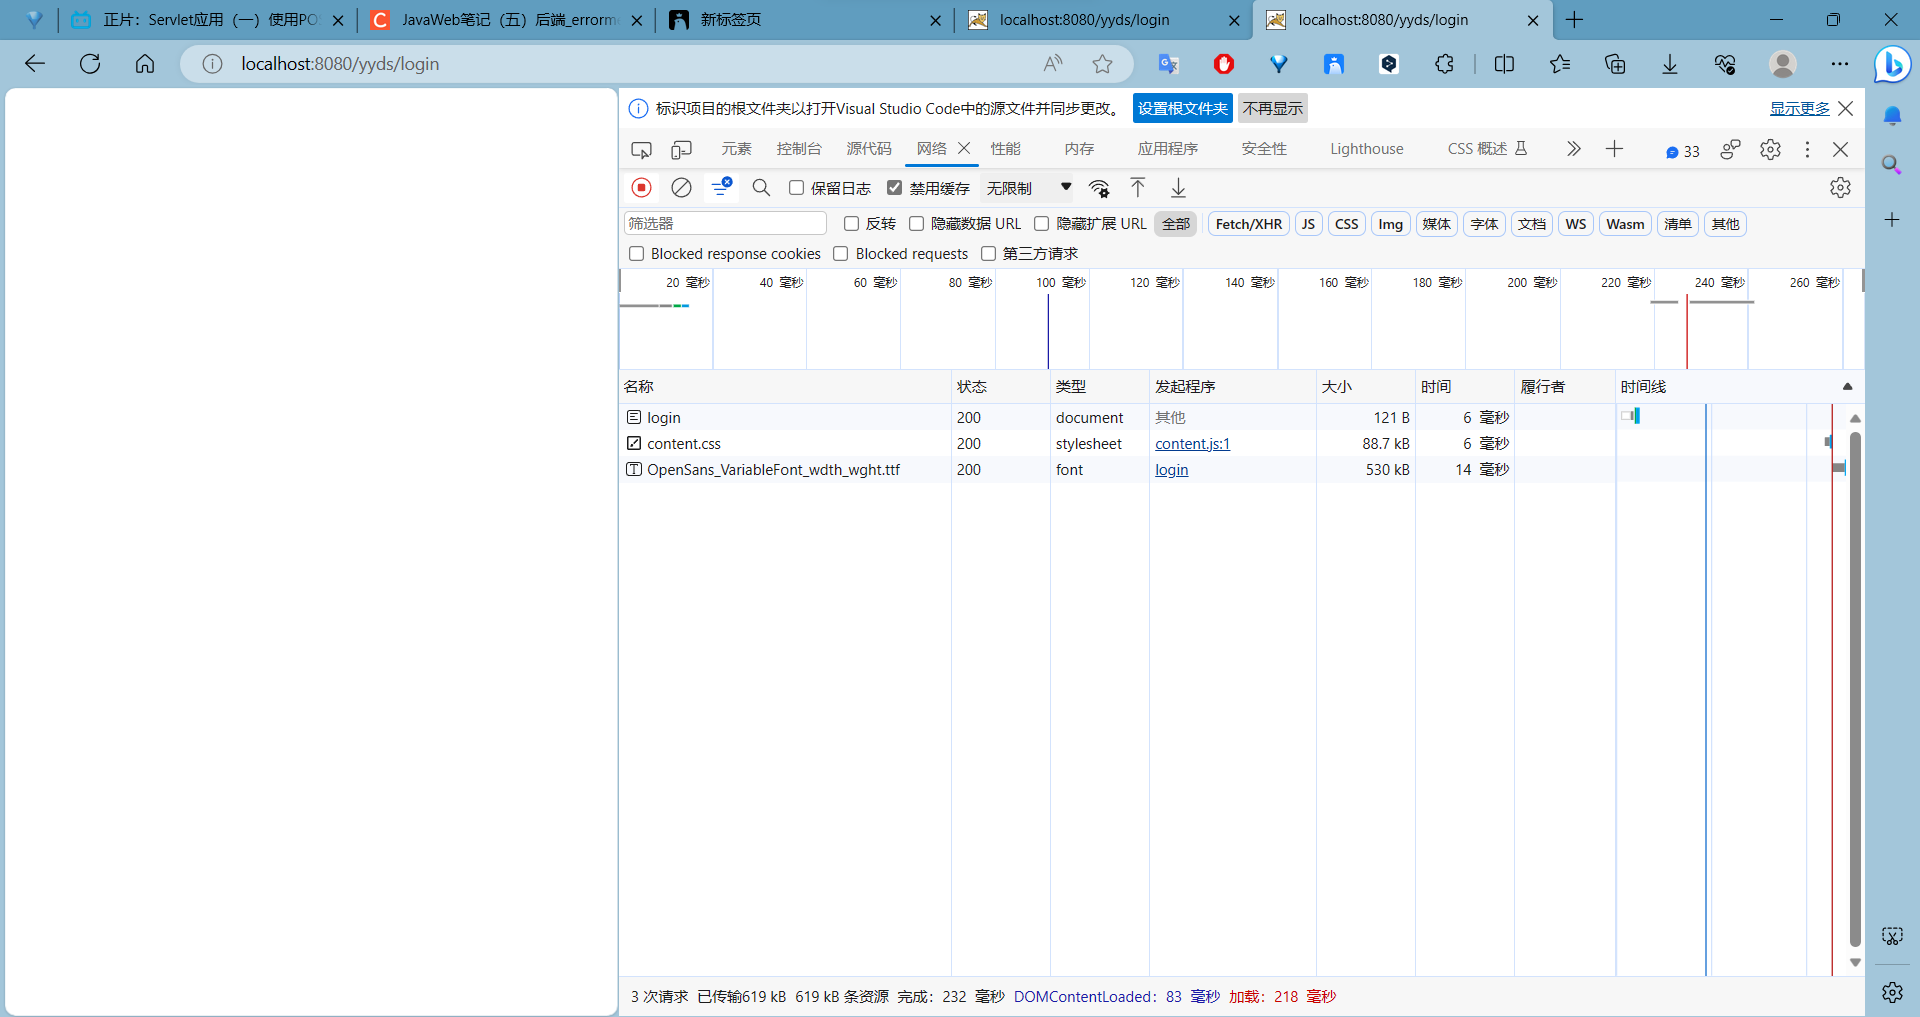 正片：Servlet应用（一）使用PO
JavaWeb笔记（五）后端_errorm
新标签页
localhost:8080/yyds/login
localhost:8080/yyds/login
localhost:8080/yyds/login
标识项目的根文件夹以打开Visual Studio Code中的源文件并同步更改。 设置根文件夹 不再显示 显示更多
元素 控制台 源代码 网络 性能 内存 应用程序 安全性 Lighthouse CSS 概述 33
保留日志 禁用缓存 无限制
筛选器 反转 隐藏数据 URL 隐藏扩展 URL 全部 Fetch/XHR JS CSS Img 媒体 字体 文档 WS Wasm 清单 其他
Blocked response cookies Blocked requests 第三方请求
20 毫秒 40 毫秒 60 毫秒 80 毫秒 100 毫秒 120 毫秒 140 毫秒 160 毫秒 180 毫秒 200 毫秒 220 毫秒 240 毫秒 260 毫秒
名称 状态 类型 发起程序 大小 时间 履行者 时间线
login 200 document 其他 121 B 6 毫秒
content.css 200 stylesheet content.js:1 88.7 kB 6 毫秒
OpenSans_VariableFont_wdth_wght.ttf 200 font login 530 kB 14 毫秒
3 次请求 已传输619 kB 619 kB 条资源 完成：232 毫秒 DOMContentLoaded：83 毫秒 加载：218 毫秒